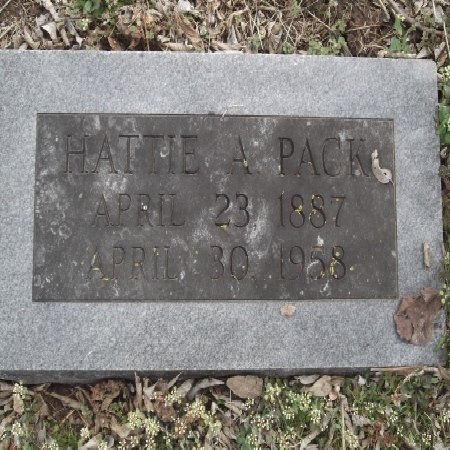 HATTIE A. PACK
APRIL 23 1887
APRIL 30, 1958